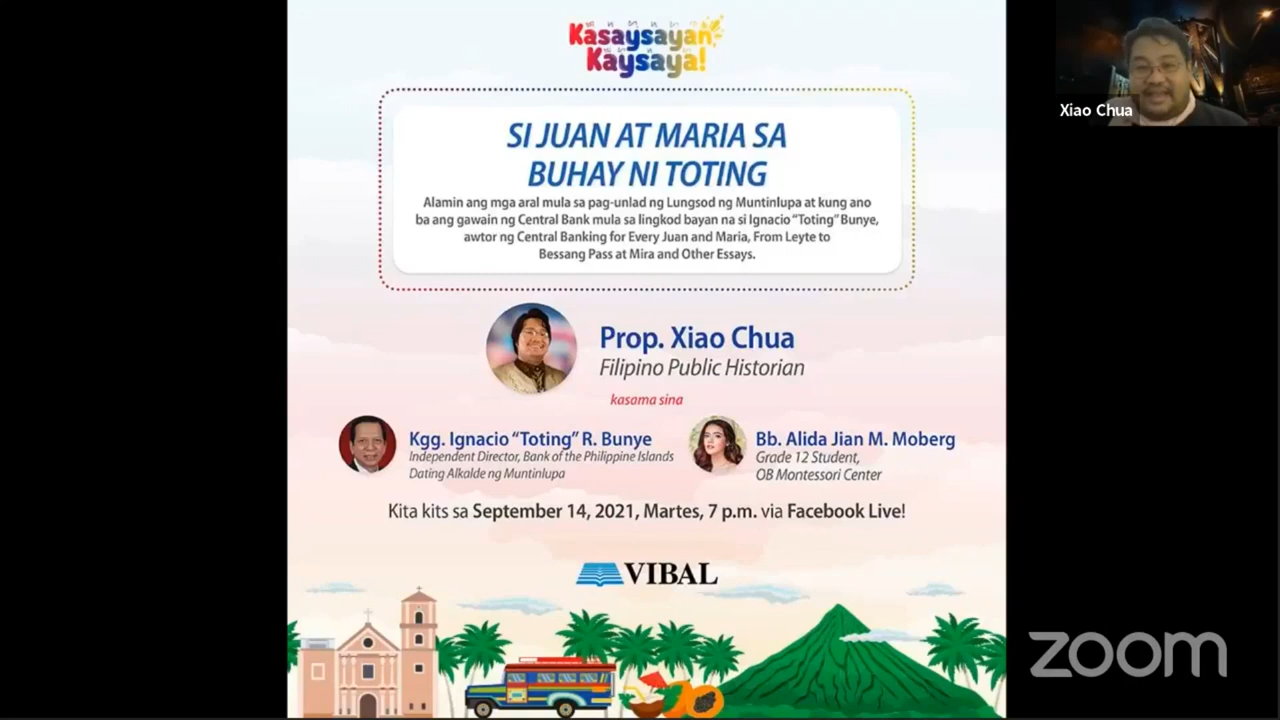 Kasaysayan
Kaysaya!
Xiao Chua
SI JUAN AT MARIA SA
BUHAY NI TOTING
Alamin ang mga aral mula sa pag-unlad ng Lungsod ng Muntinlupa at kung ano
ba ang gawain ng Central Bank mula sa lingkod bayan na si Ignacio “Toting” Bunye,
awtor ng Central Banking for Every Juan and Maria, From Leyte to
Bessang Pass at Mira and Other Essays.
Prop. Xiao Chua
Filipino Public Historian
kasama sina
Kgg. Ignacio “Toting” R. Bunye
Independent Director, Bank of the Philippine Islands
Dating Alkalde ng Muntinlupa
Bb. Alida Jian M. Moberg
Grade 12 Student,
OB Montessori Center
Kita kits sa September 14, 2021, Martes, 7 p.m. via Facebook Live!
VIBAL
zoom